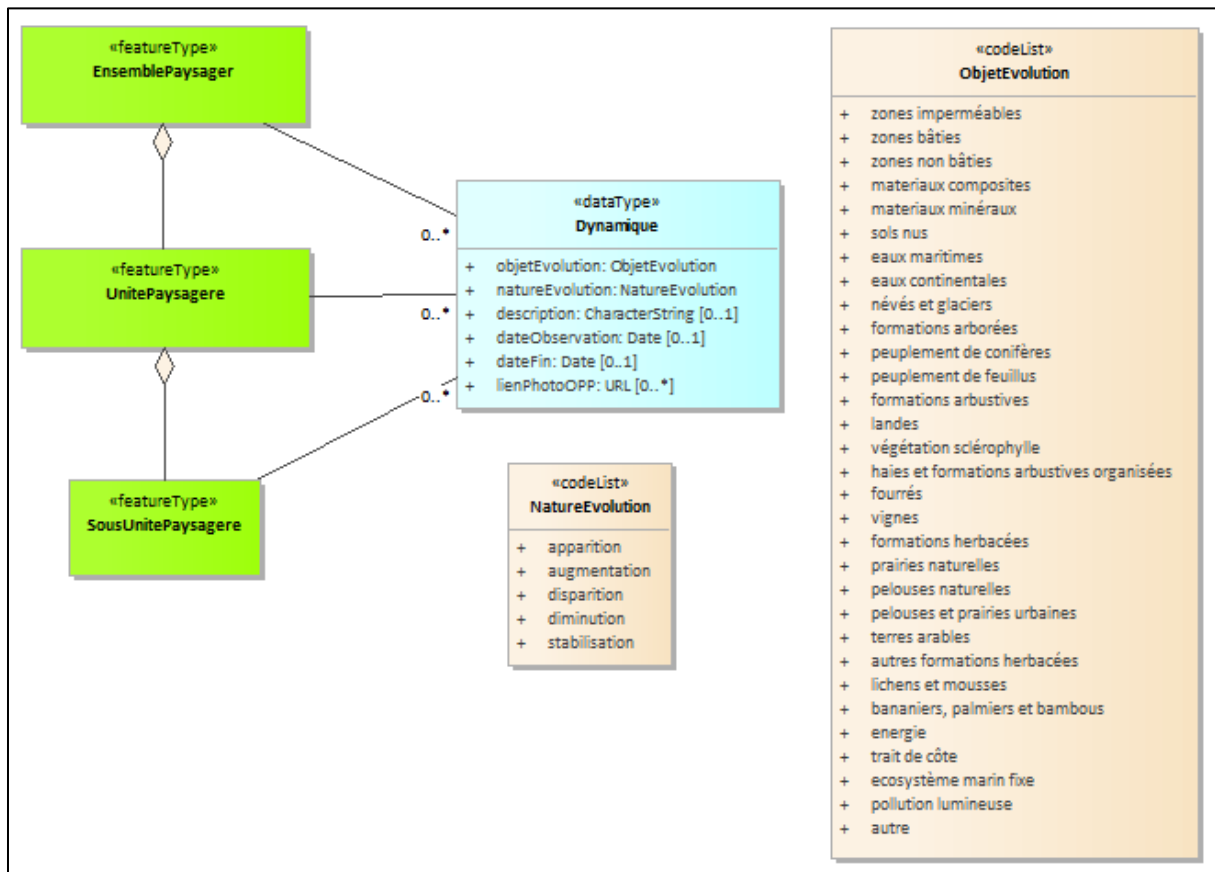 «featureType»
EnsemblePaysager
«featureType»
UnitePaysagere
«featureType»
SousUnitePaysagere
0..*
0..*
0..*
«dataType»
Dynamique
+ objetEvolution: ObjetEvolution
+ natureEvolution: NatureEvolution
+ description: CharacterString [0..1]
+ dateObservation: Date [0..1]
+ dateFin: Date [0..1]
+ lienPhotoOPP: URL [0..*]
«codeList»
NatureEvolution
+ apparition
+ augmentation
+ disparition
+ diminution
+ stabilisation
«codeList»
ObjetEvolution
+ zones imperméables
+ zones bâties
+ zones non bâties
+ materiaux composites
+ materiaux minéraux
+ sols nus
+ eaux maritimes
+ eaux continentales
+ névés et glaciers
+ formations arborées
+ peuplement de conifères
+ peuplement de feuillus
+ formations arbustives
+ landes
+ végétation sclérophylle
+ haies et formations arbustives organisées
+ fourrés
+ vignes
+ formations herbacées
+ prairies naturelles
+ pelouses naturelles
+ pelouses et prairies urbaines
+ terres arables
+ autres formations herbacées
+ lichens et mousses
+ bananiers, palmiers et bambous
+ energie
+ trait de côte
+ ecosystème marin fixe
+ pollution lumineuse
+ autre